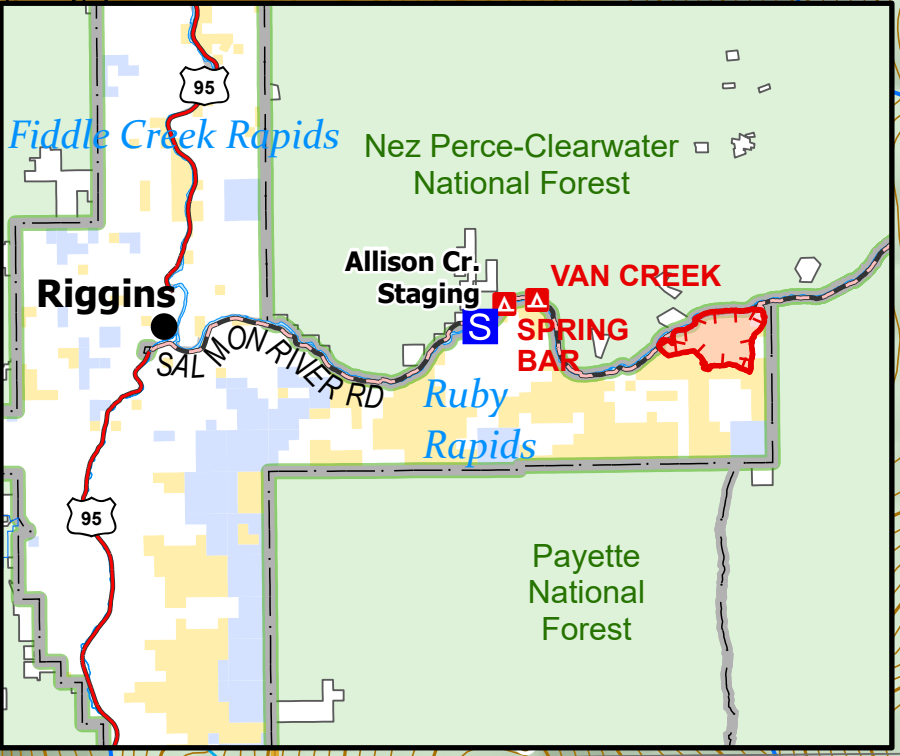 95
Fiddle Creek Rapids
Nez Perce-Clearwater
National Forest
Allison Cr.
Staging
VAN CREEK
Riggins
S
SPRING
BAR
SALMON RIVER RD
Ruby
Rapids
95
Payette
National
Forest